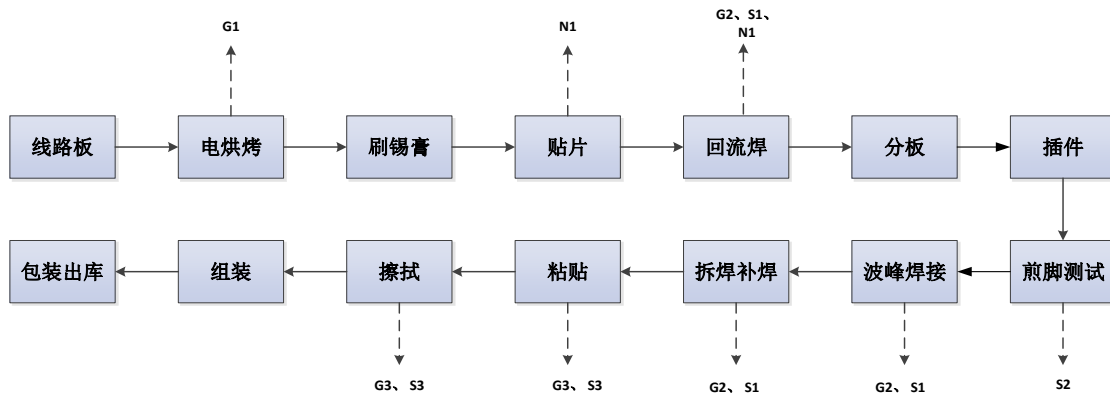 G1
N1
G2、S1、
N1
线路板
电烘烤
刷锡膏
贴片
回流焊
分板
插件
包装出库
组装
擦拭
粘贴
拆焊补焊
波峰焊接
煎脚测试
G3、 S3
G3、 S3
G2、 S1
G2、 S1
S2